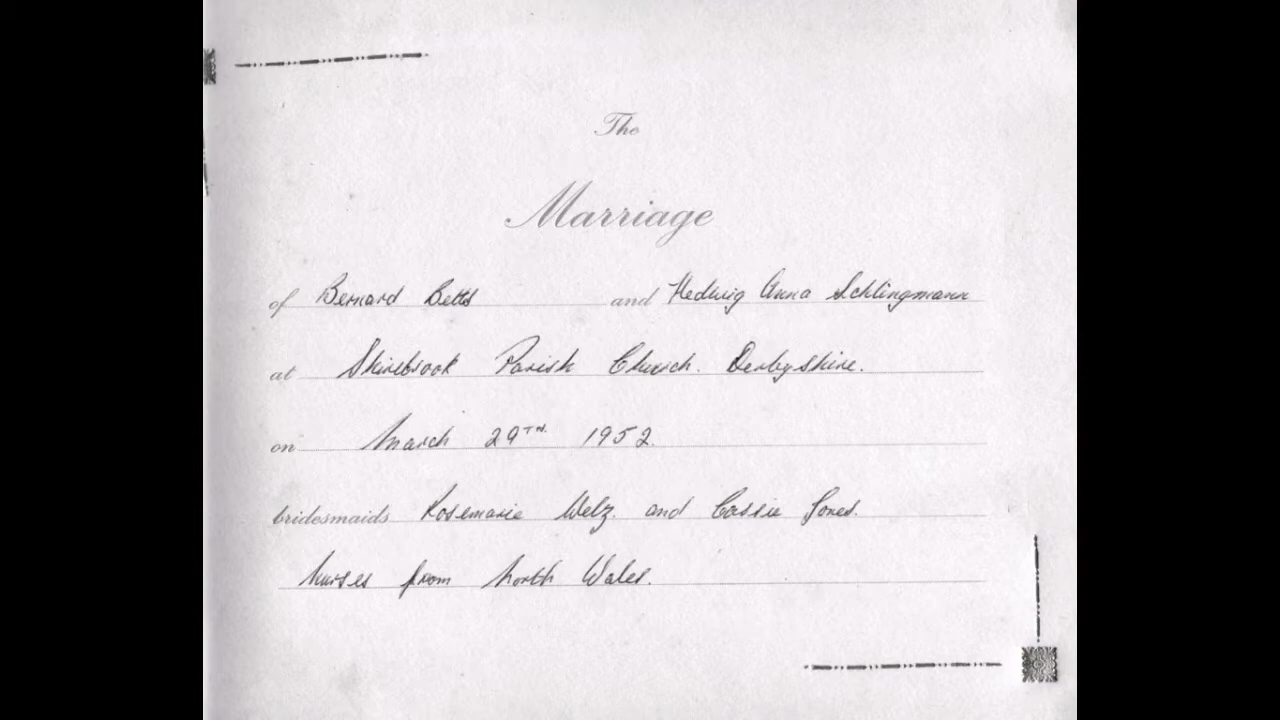 The
Marriage
of Bernard Betts and Hedwig Anna Schlingmann
at Shirebrook Parish Church. Derbyshire.
on March 29TH. 1952.
bridesmaids Rosemarie Welz. and Cassie Jones.
Nurses from North Wales.